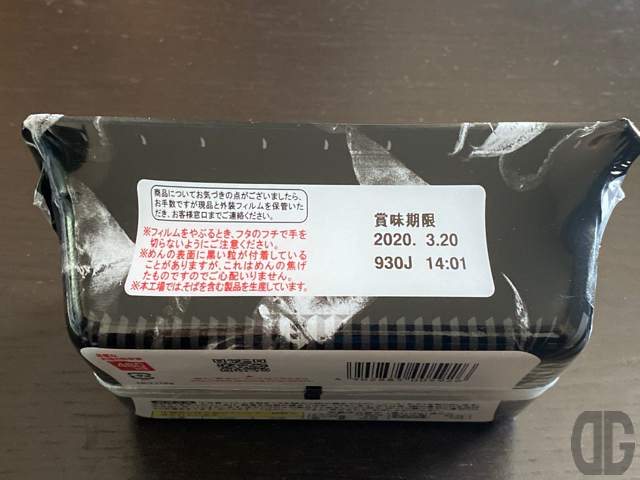 商品についてお気づきの点がございましたら、
お手数ですが現品と外装フィルムを保管いた
だき、お客様窓口までご連絡ください。
※フィルムをやぶるとき、フタのフチで手を
切らないようにご注意ください。
※めんの表面に黒い粒が付着している
ことがありますが、これはめんの焦げ
たものですのでご心配いりません。
※本工場では、そばを含む製品を生産しています。
賞味期限
2020. 3.20
930J 14:01
DG